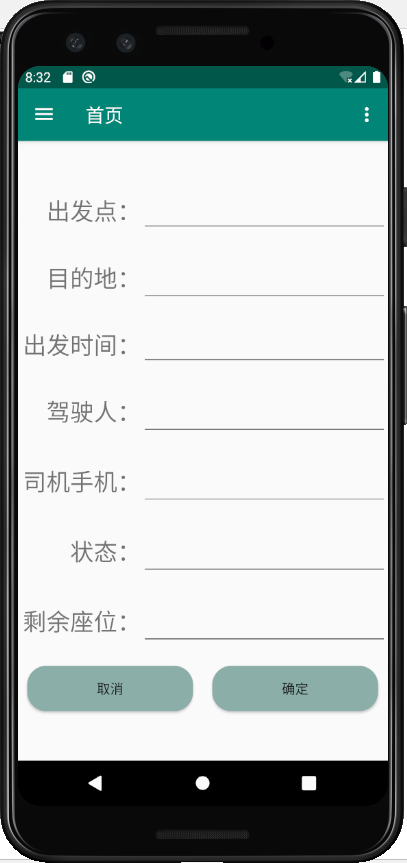 8:32
首页
出发点：
目的地：
出发时间：
驾驶人：
司机手机：
状态：
剩余座位：
取消 确定